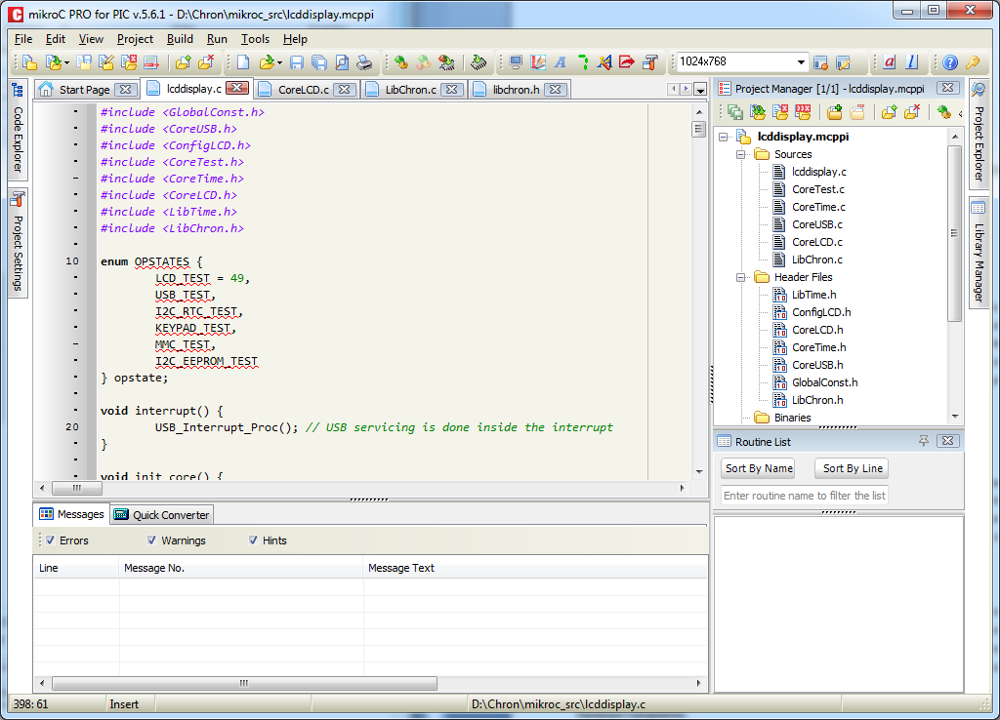 mikroC PRO for PIC v.5.6.1 - D:\Chron\mikroc_src\lcddisplay.mcppi
File Edit View Project Build Run Tools Help
1024x768
Start Page lcddisplay.c CoreLCD.c LibChron.c libchron.h
Code Explorer
Project Settings
#include <GlobalConst.h>
#include <CoreUSB.h>
#include <ConfigLCD.h>
#include <CoreTest.h>
#include <CoreTime.h>
#include <CoreLCD.h>
#include <LibTime.h>
#include <LibChron.h>
10 enum OPSTATES {
LCD_TEST = 49,
USB_TEST,
I2C_RTC_TEST,
KEYPAD_TEST,
MMC_TEST,
I2C_EEPROM_TEST
} opstate;
void interrupt() {
20 USB_Interrupt_Proc(); // USB servicing is done inside the interrupt
}
void init core() {
Project Manager [1/1] - lcddisplay.mcppi
lcddisplay.mcppi
Sources
lcddisplay.c
CoreTest.c
CoreTime.c
CoreUSB.c
CoreLCD.c
LibChron.c
Header Files
LibTime.h
ConfigLCD.h
CoreLCD.h
CoreTime.h
CoreUSB.h
GlobalConst.h
LibChron.h
Binaries
Project Explorer
Library Manager
Routine List
Sort By Name Sort By Line
Enter routine name to filter the list
Messages Quick Converter
Errors Warnings Hints
Line Message No. Message Text
398: 61 Insert D:\Chron\mikroc_src\lcddisplay.c